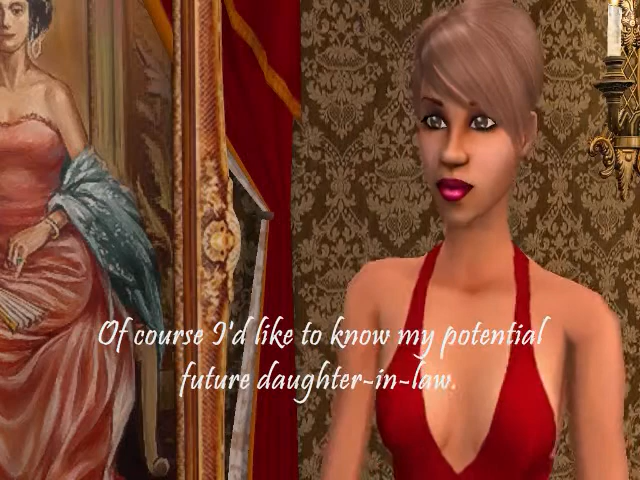 Of course I'd like to know my potential
future daughter-in-law.